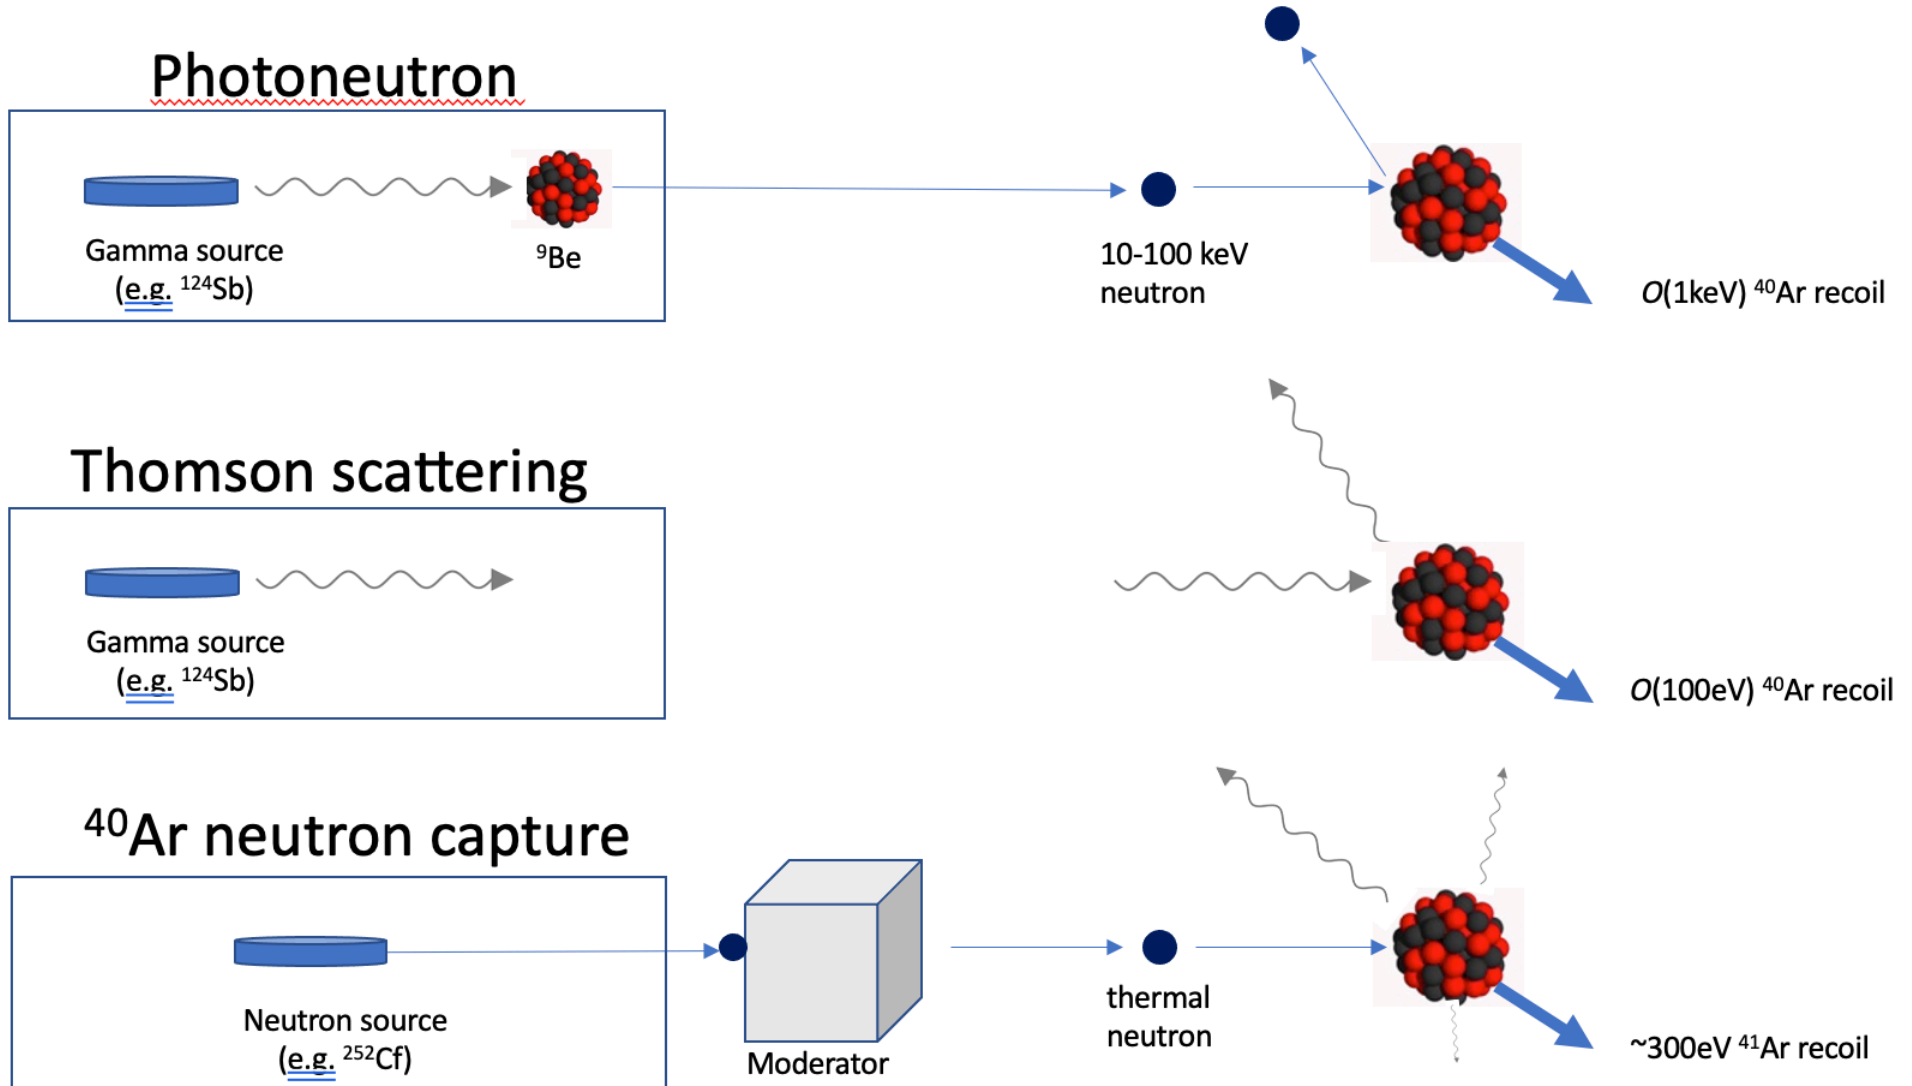 Photoneutron
Gamma source
(e.g. ¹²⁴Sb)
⁹Be
10-100 keV
neutron
O(1keV) ⁴⁰Ar recoil
Thomson scattering
Gamma source
(e.g. ¹²⁴Sb)
O(100eV) ⁴⁰Ar recoil
⁴⁰Ar neutron capture
Neutron source
(e.g. ²⁵²Cf)
Moderator
thermal
neutron
~300eV ⁴¹Ar recoil